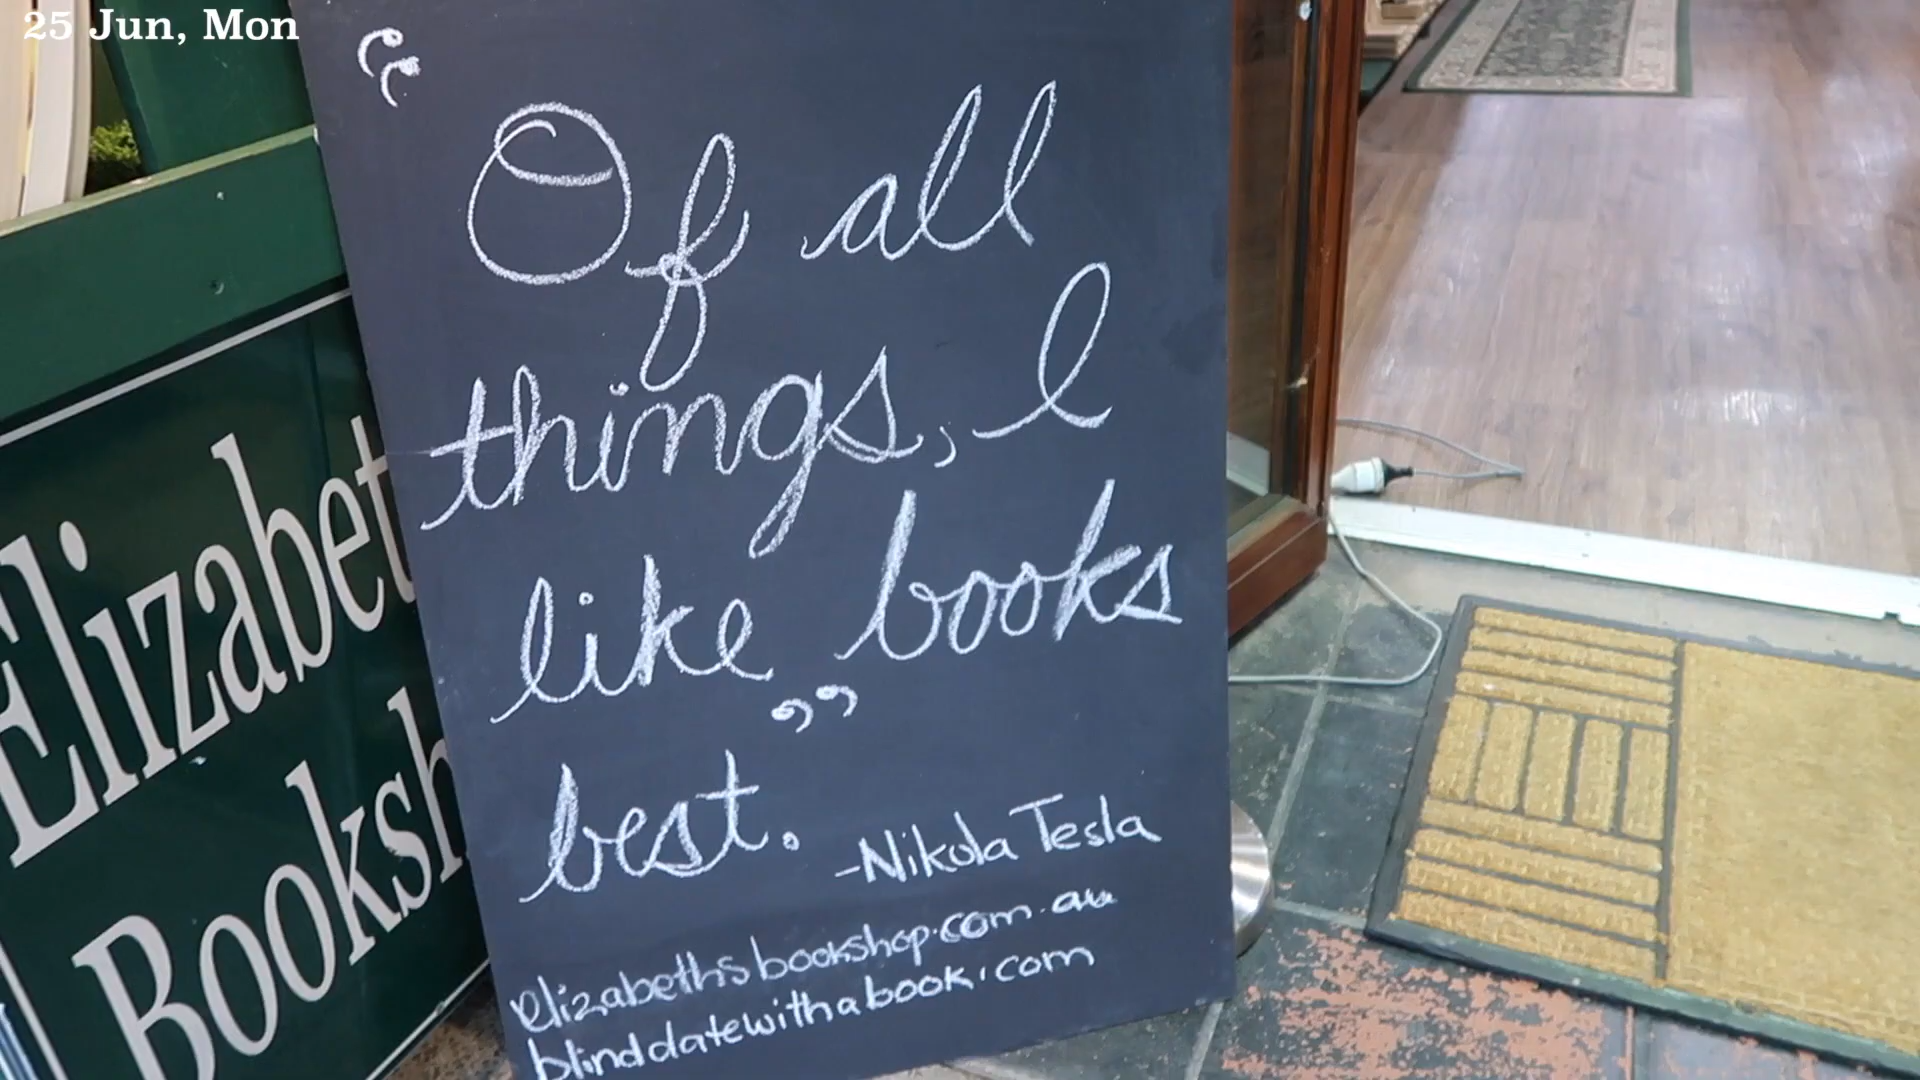 25 Jun, Mon
“
Of all
things, I
like books
”
best.
-Nikola Tesla
elizabethsbookshop.com.au
blinddatewithabook.com
Elizabet
Booksh